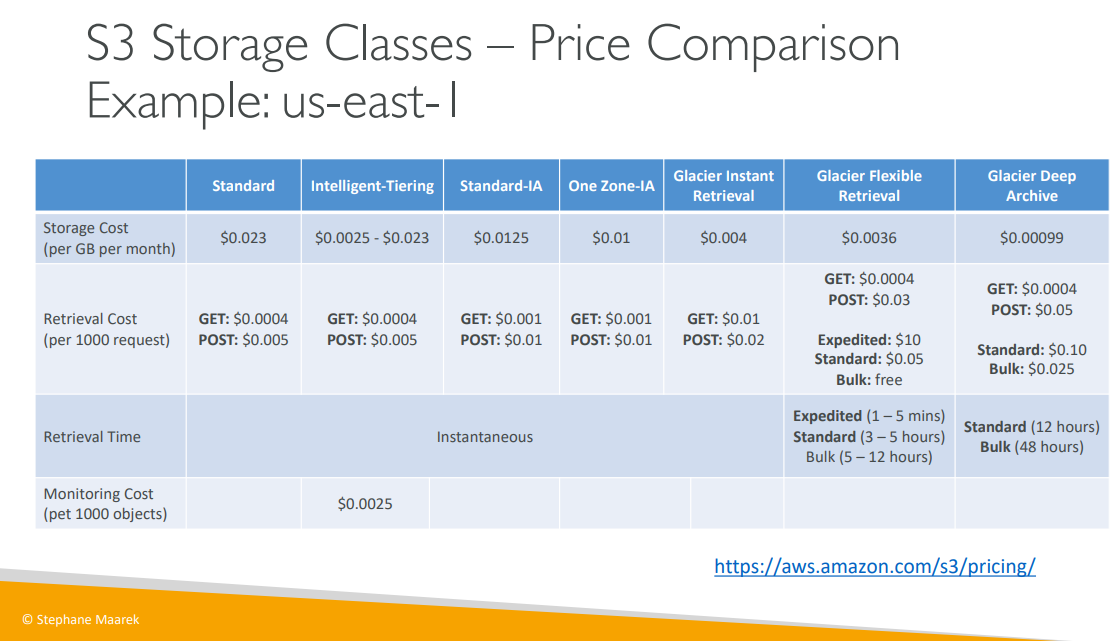 S3 Storage Classes – Price Comparison
Example: us-east-1
Standard
Intelligent-Tiering
Standard-IA
One Zone-IA
Glacier Instant
Retrieval
Glacier Flexible
Retrieval
Glacier Deep
Archive
Storage Cost
(per GB per month)
$0.023
$0.0025 - $0.023
$0.0125
$0.01
$0.004
$0.0036
$0.00099
Retrieval Cost
(per 1000 request)
GET: $0.0004
POST: $0.005
GET: $0.0004
POST: $0.005
GET: $0.001
POST: $0.01
GET: $0.001
POST: $0.01
GET: $0.01
POST: $0.02
GET: $0.0004
POST: $0.03
Expedited: $10
Standard: $0.05
Bulk: free
GET: $0.0004
POST: $0.05
Standard: $0.10
Bulk: $0.025
Retrieval Time
Instantaneous
Expedited (1 – 5 mins)
Standard (3 – 5 hours)
Bulk (5 – 12 hours)
Standard (12 hours)
Bulk (48 hours)
Monitoring Cost
(pet 1000 objects)
$0.0025
https://aws.amazon.com/s3/pricing/
© Stephane Maarek